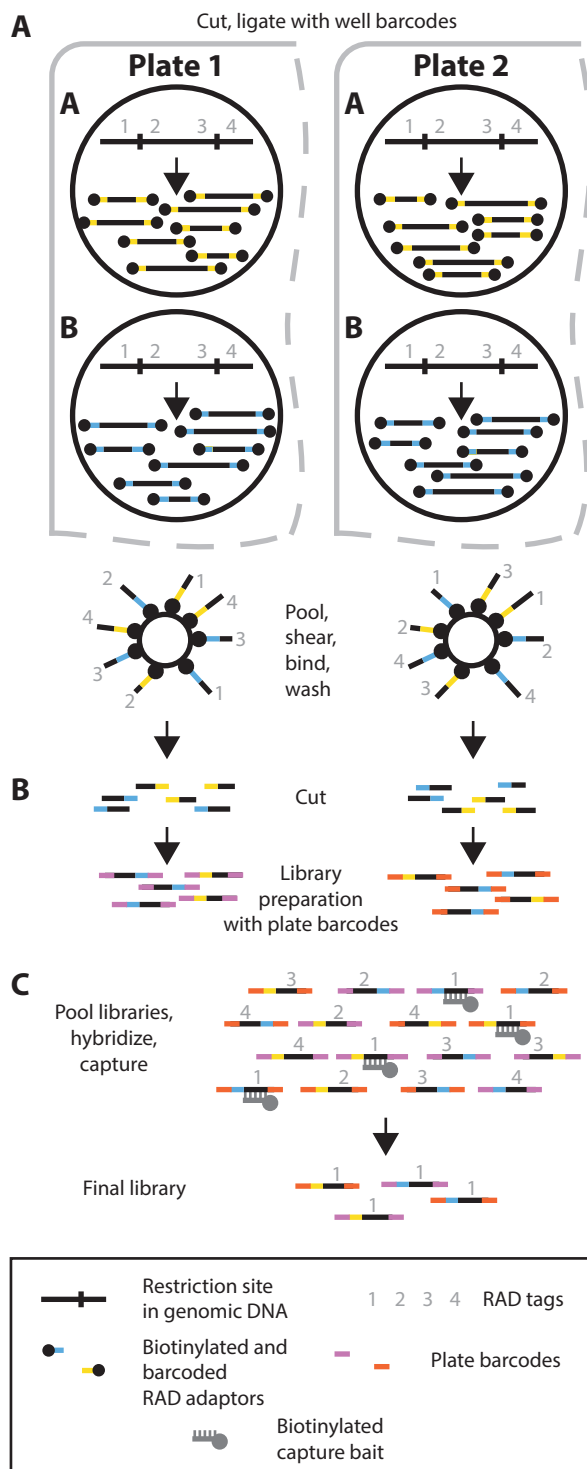 A
Cut, ligate with well barcodes
Plate 1
Plate 2
A
1 2 3 4
A
1 2 3 4
B
1 2 3 4
B
1 2 3 4
2 1 4 3 1 2 3 4
Pool,
shear,
bind,
wash
1 3 1 2 4 3 4 2
B
Cut
Library
preparation
with plate barcodes
C
Pool libraries,
hybridize,
capture
3 2 1 2
4 2 4 1
4 1 3 3
1 2 3 4
Final library
1 1
1 1
Restriction site
in genomic DNA
1 2 3 4 RAD tags
Biotinylated and
barcoded
RAD adaptors
Plate barcodes
Biotinylated
capture bait